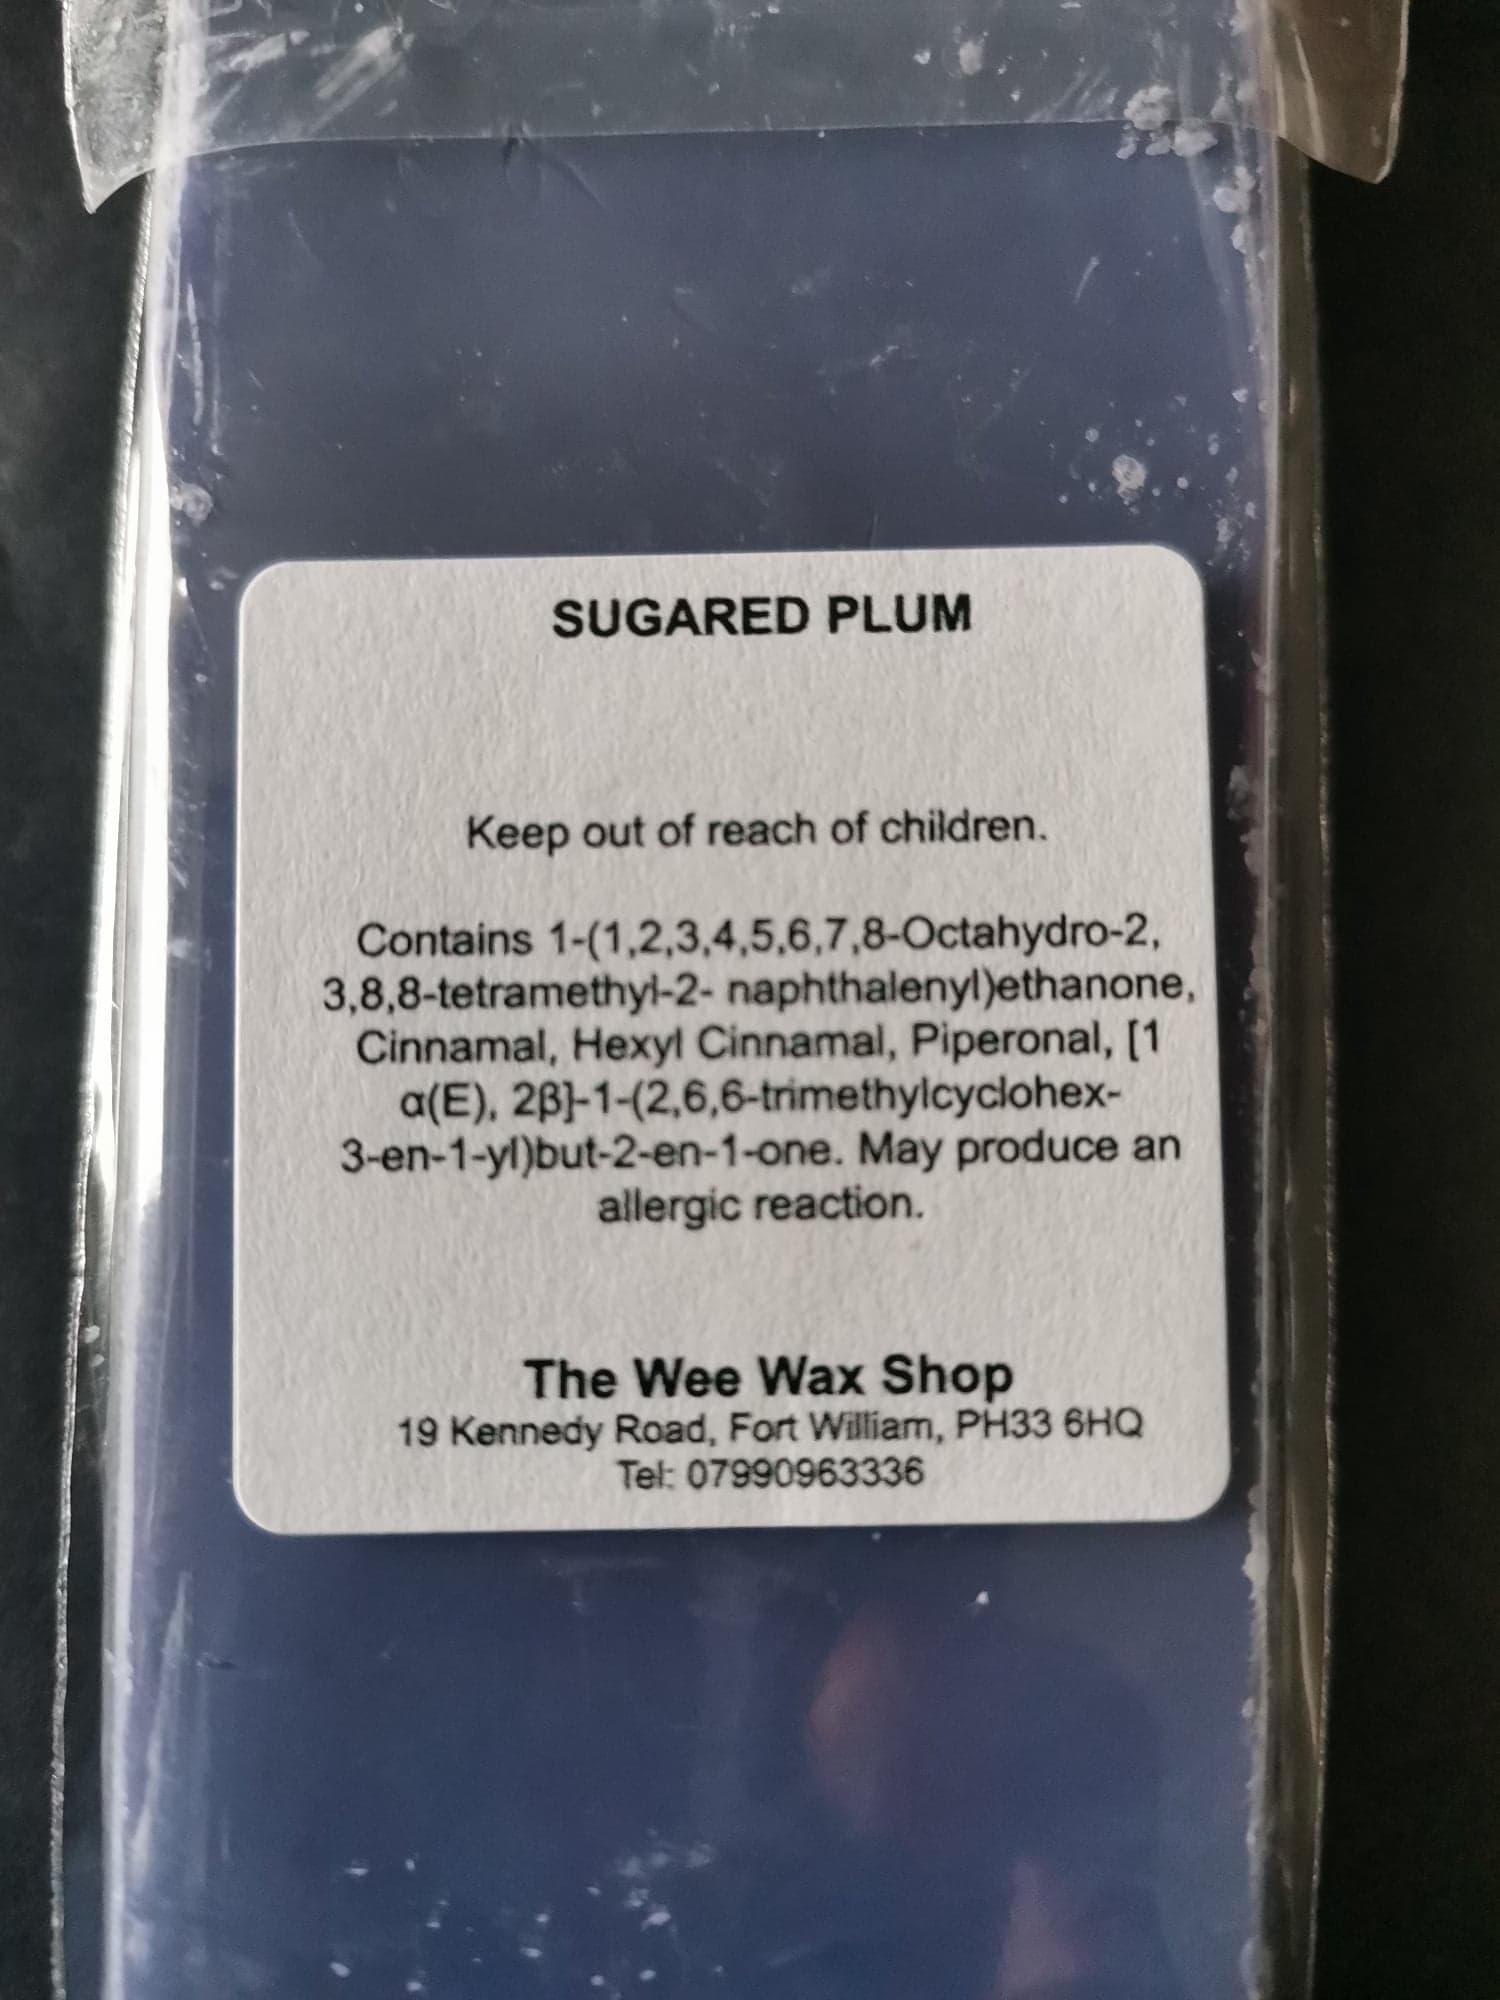 SUGARED PLUM
Keep out of reach of children.
Contains 1-(1,2,3,4,5,6,7,8-Octahydro-2,
3,8,8-tetramethyl-2- naphthalenyl)ethanone,
Cinnamal, Hexyl Cinnamal, Piperonal, [1
α(E), 2β]-1-(2,6,6-trimethylcyclohex-
3-en-1-yl)but-2-en-1-one. May produce an
allergic reaction.
The Wee Wax Shop
19 Kennedy Road, Fort William, PH33 6HQ
Tel: 07990963336